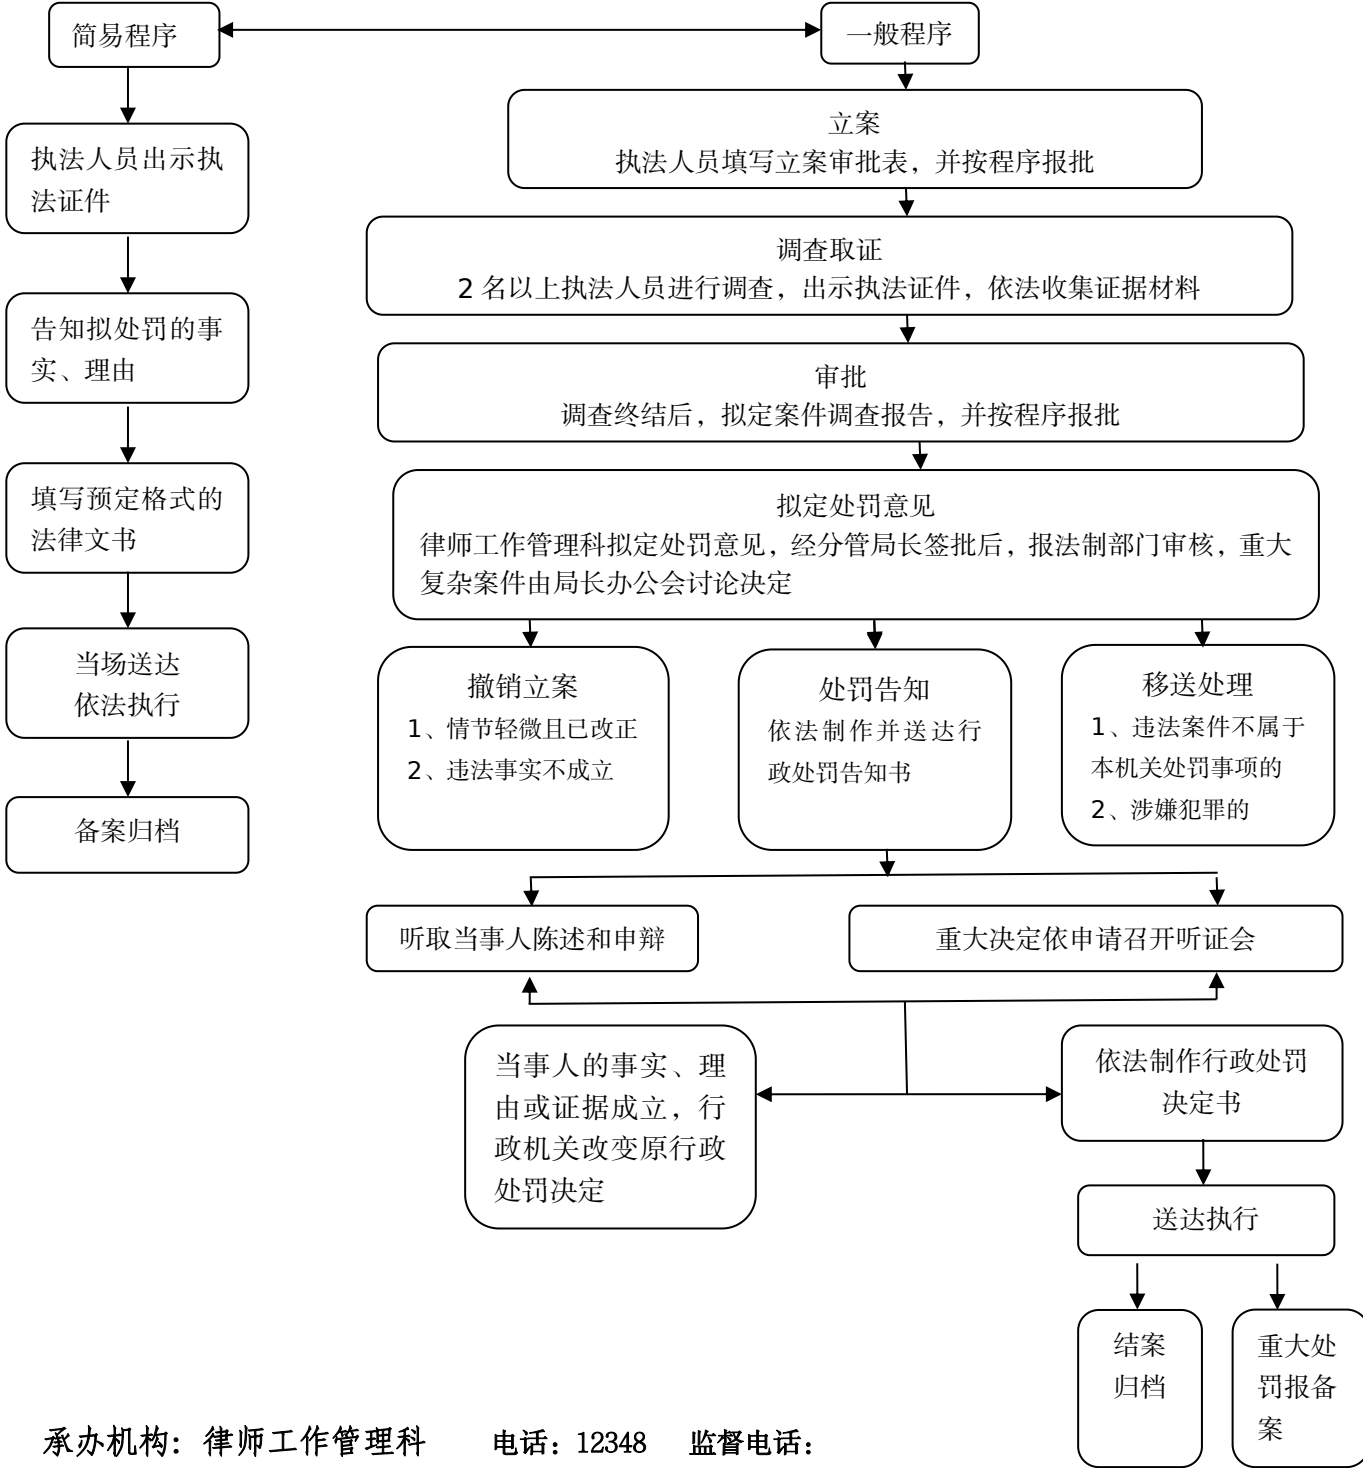 简易程序
一般程序
执法人员出示执
法证件
告知拟处罚的事
实、理由
填写预定格式的
法律文书
当场送达
依法执行
备案归档
立案
执法人员填写立案审批表，并按程序报批
调查取证
2 名以上执法人员进行调查，出示执法证件，依法收集证据材料
审批
调查终结后，拟定案件调查报告，并按程序报批
拟定处罚意见
律师工作管理科拟定处罚意见，经分管局长签批后，报法制部门审核，重大
复杂案件由局长办公会讨论决定
撤销立案
1、情节轻微且已改正
2、违法事实不成立
处罚告知
依法制作并送达行
政处罚告知书
移送处理
1、违法案件不属于
本机关处罚事项的
2、涉嫌犯罪的
听取当事人陈述和申辩
重大决定依申请召开听证会
当事人的事实、理
由或证据成立，行
政机关改变原行政
处罚决定
依法制作行政处罚
决定书
送达执行
结案
归档
重大处
罚报备
案
承办机构：律师工作管理科 电话：12348 监督电话：